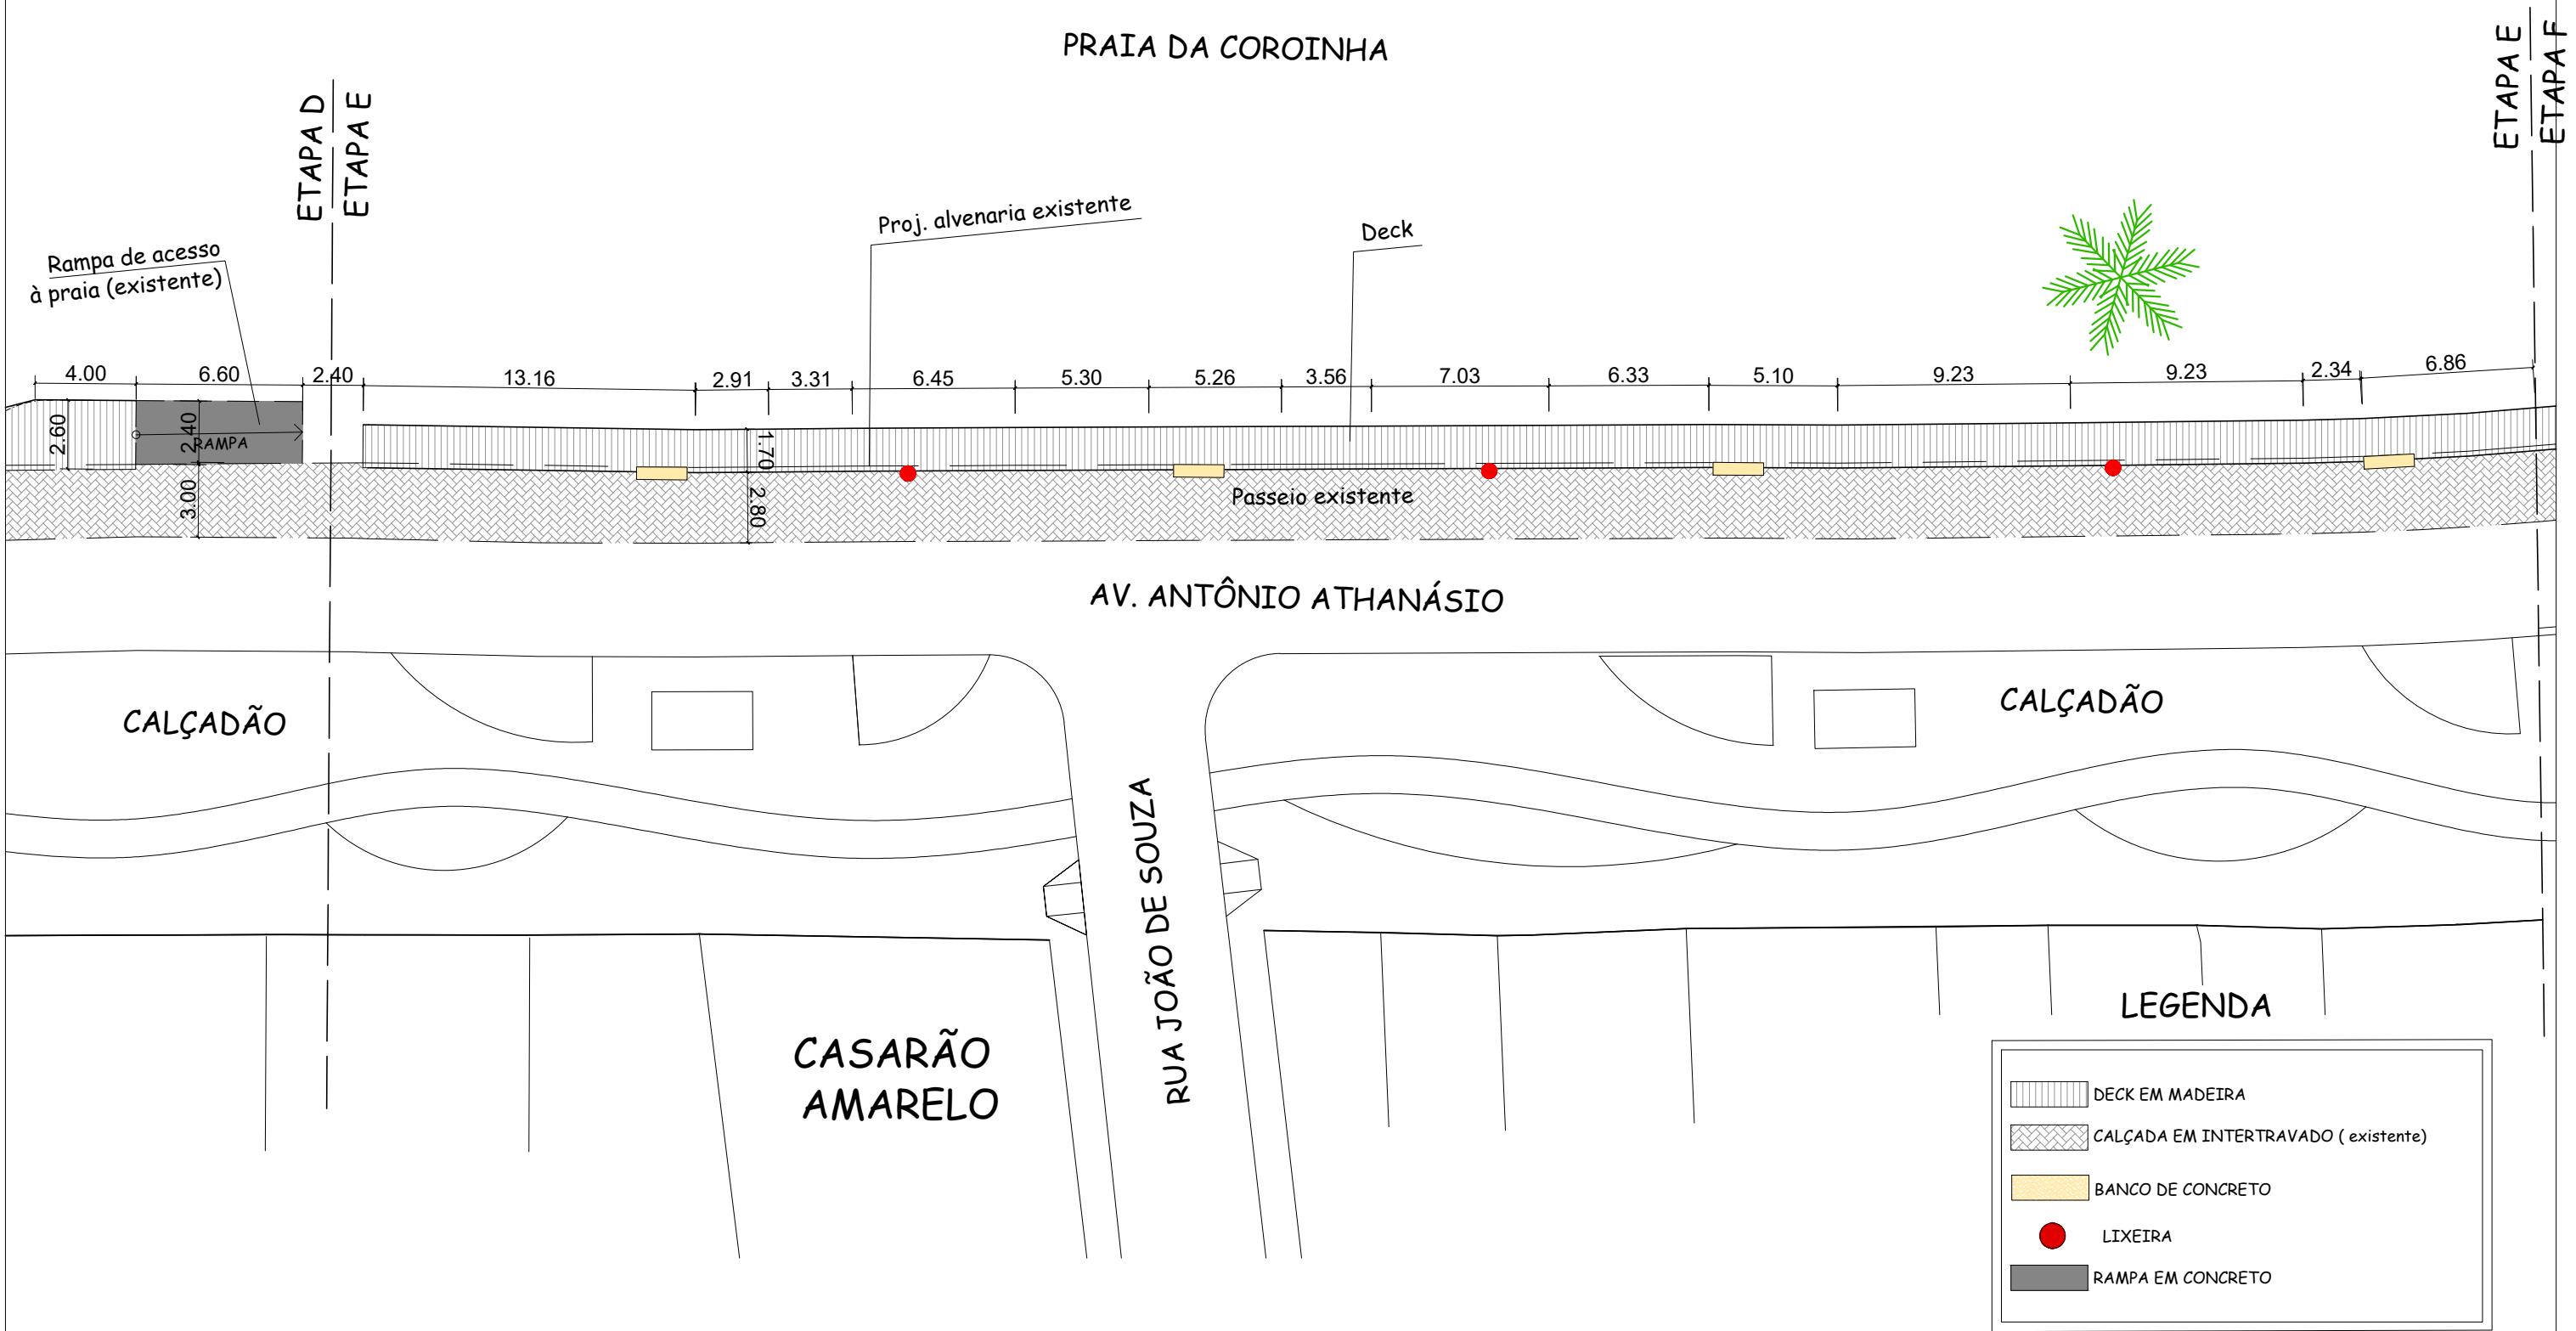 PRAIA DA COROINHA
ETAPA D
ETAPA E
ETAPA E
ETAPA F
Rampa de acesso
à praia (existente)
Proj. alvenaria existente
Deck
4.00
6.60
2.40
13.16
2.91
3.31
6.45
5.30
5.26
3.56
7.03
6.33
5.10
9.23
9.23
2.34
6.86
2.60
2.40
RAMPA
1.70
3.00
2.80
Passeio existente
AV. ANTÔNIO ATHANÁSIO
CALÇADÃO
CALÇADÃO
RUA JOÃO DE SOUZA
CASARÃO
AMARELO
LEGENDA
DECK EM MADEIRA
CALÇADA EM INTERTRAVADO ( existente)
BANCO DE CONCRETO
LIXEIRA
RAMPA EM CONCRETO